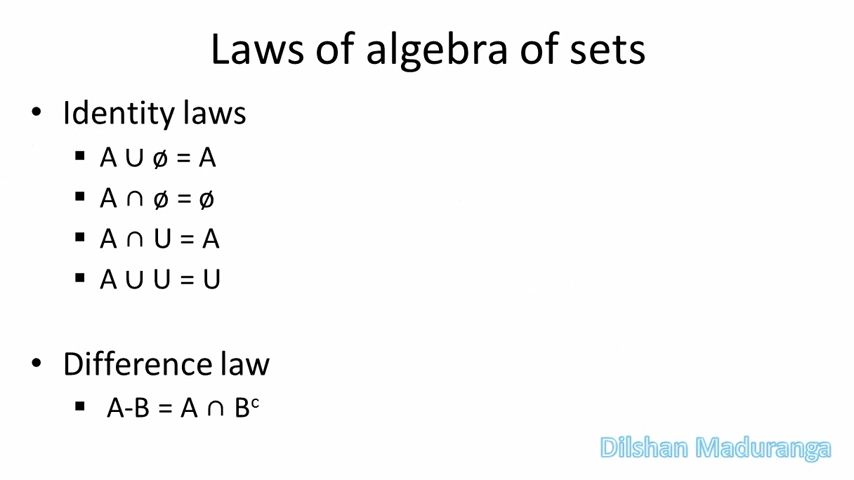 Laws of algebra of sets
• Identity laws
▪ A ∪ ø = A
▪ A ∩ ø = ø
▪ A ∩ U = A
▪ A ∪ U = U
• Difference law
▪ A-B = A ∩ Bᶜ
Dilshan Maduranga